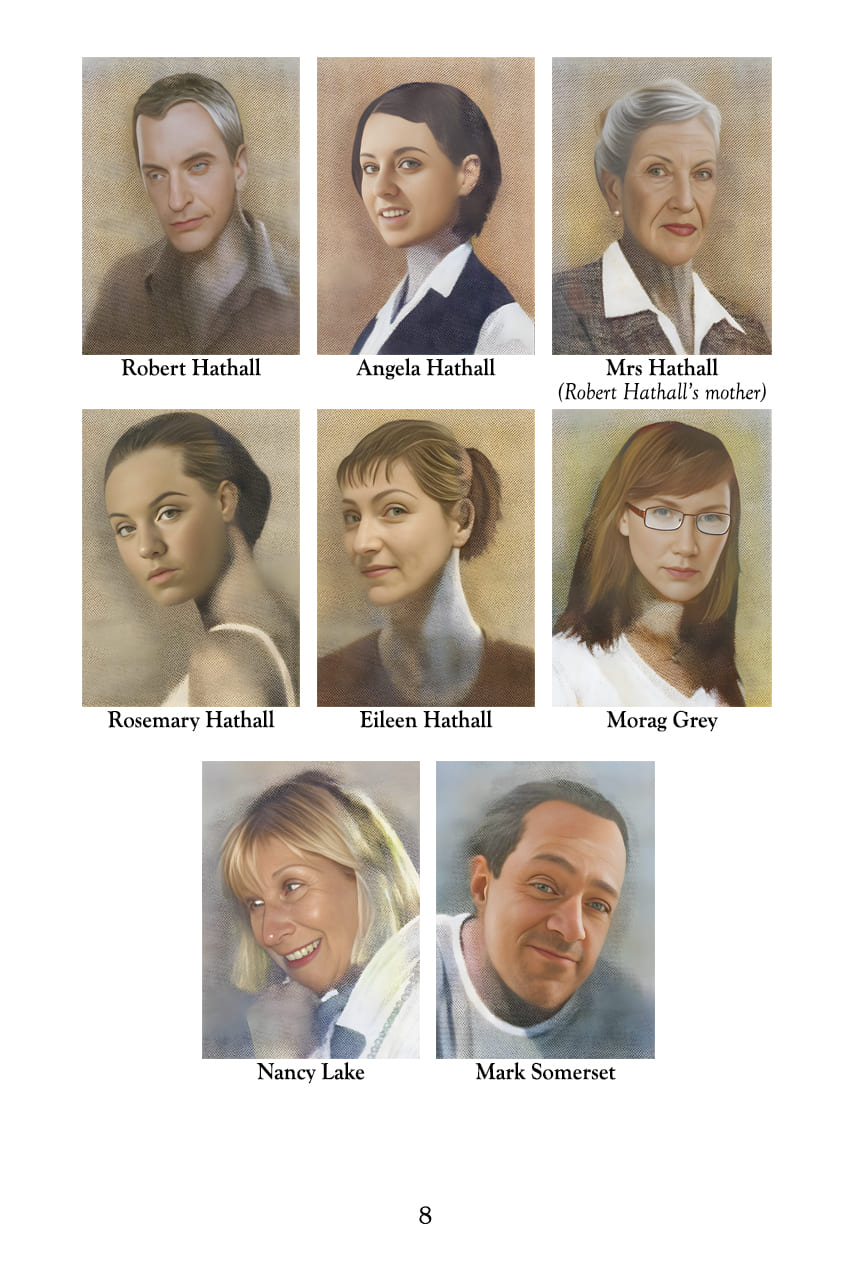 Robert Hathall
Angela Hathall
Mrs Hathall
(Robert Hathall's mother)
Rosemary Hathall
Eileen Hathall
Morag Grey
Nancy Lake
Mark Somerset
8